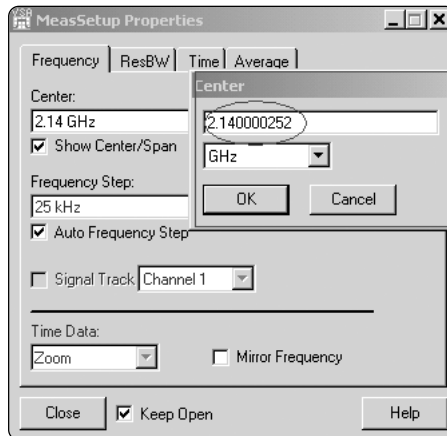 MeasSetup Properties
Frequency ResBW Time Average
Center:
2.14 GHz
Show Center/Span
Frequency Step:
25 kHz
Auto Frequency Step
Signal Track Channel 1
Time Data:
Zoom
Mirror Frequency
Close
Keep Open
Help
Center
2.140000252
GHz
OK
Cancel